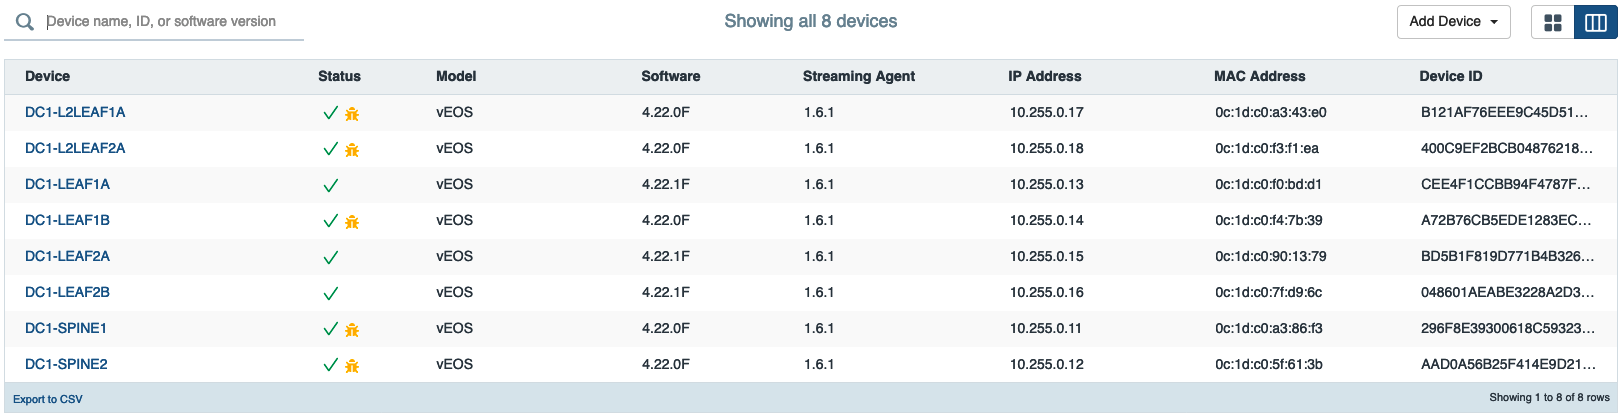 Device name, ID, or software version Showing all 8 devices Add Device
Device Status Model Software Streaming Agent IP Address MAC Address Device ID
DC1-L2LEAF1A vEOS 4.22.0F 1.6.1 10.255.0.17 0c:1d:c0:a3:43:e0 B121AF76EEE9C45D51...
DC1-L2LEAF2A vEOS 4.22.0F 1.6.1 10.255.0.18 0c:1d:c0:f3:f1:ea 400C9EF2BCB04876218...
DC1-LEAF1A vEOS 4.22.1F 1.6.1 10.255.0.13 0c:1d:c0:f0:bd:d1 CEE4F1CCBB94F4787F...
DC1-LEAF1B vEOS 4.22.0F 1.6.1 10.255.0.14 0c:1d:c0:f4:7b:39 A72B76CB5EDE1283EC...
DC1-LEAF2A vEOS 4.22.1F 1.6.1 10.255.0.15 0c:1d:c0:90:13:79 BD5B1F819D771B4B326...
DC1-LEAF2B vEOS 4.22.1F 1.6.1 10.255.0.16 0c:1d:c0:7f:d9:6c 048601AEABE3228A2D3...
DC1-SPINE1 vEOS 4.22.0F 1.6.1 10.255.0.11 0c:1d:c0:a3:86:f3 296F8E39300618C59323...
DC1-SPINE2 vEOS 4.22.0F 1.6.1 10.255.0.12 0c:1d:c0:5f:61:3b AAD0A56B25F414E9D21...
Export to CSV Showing 1 to 8 of 8 rows